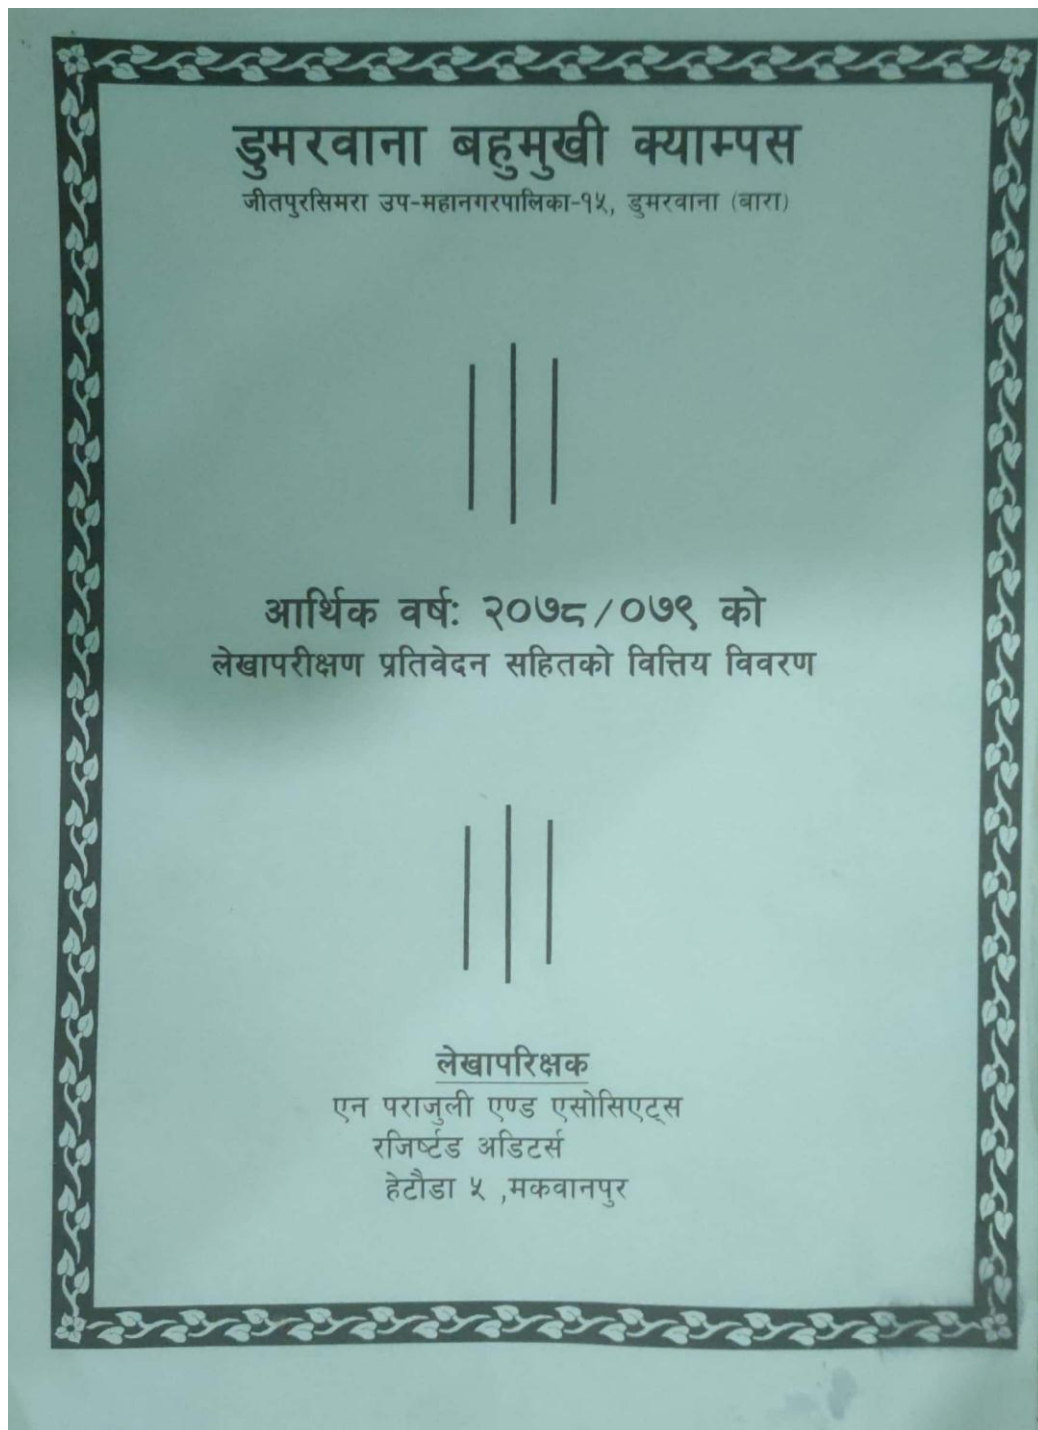 डुमरवाना बहुमुखी क्याम्पस
जीतपुरसिमरा उप-महानगरपालिका-१५, डुमरवाना (बारा)
आर्थिक वर्षः २०७८/०७९ को
लेखापरीक्षण प्रतिवेदन सहितको वित्तिय विवरण
लेखापरिक्षक
एन पराजुली एण्ड एसोसिएट्स
रजिर्ष्टड अडिटर्स
हेटौडा ५ ,मकवानपुर